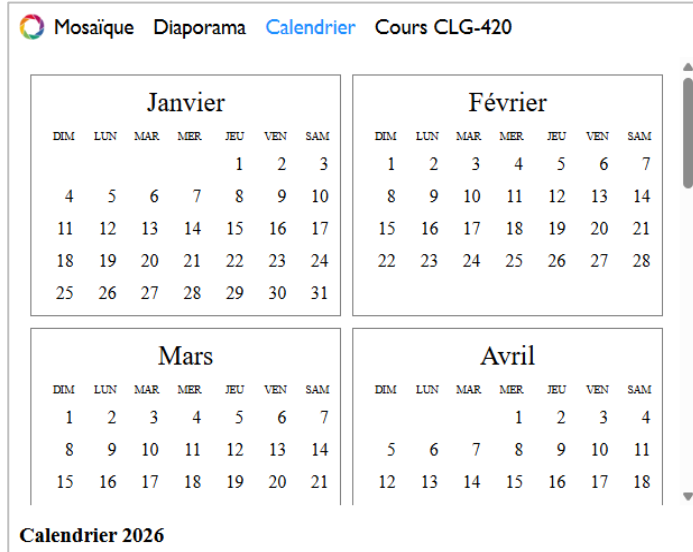 Mosaïque Diaporama Calendrier Cours CLG-420
Janvier
DIM LUN MAR MER JEU VEN SAM
1 2 3
4 5 6 7 8 9 10
11 12 13 14 15 16 17
18 19 20 21 22 23 24
25 26 27 28 29 30 31
Février
DIM LUN MAR MER JEU VEN SAM
1 2 3 4 5 6 7
8 9 10 11 12 13 14
15 16 17 18 19 20 21
22 23 24 25 26 27 28
Mars
DIM LUN MAR MER JEU VEN SAM
1 2 3 4 5 6 7
8 9 10 11 12 13 14
15 16 17 18 19 20 21
Avril
DIM LUN MAR MER JEU VEN SAM
1 2 3 4
5 6 7 8 9 10 11
12 13 14 15 16 17 18
Calendrier 2026